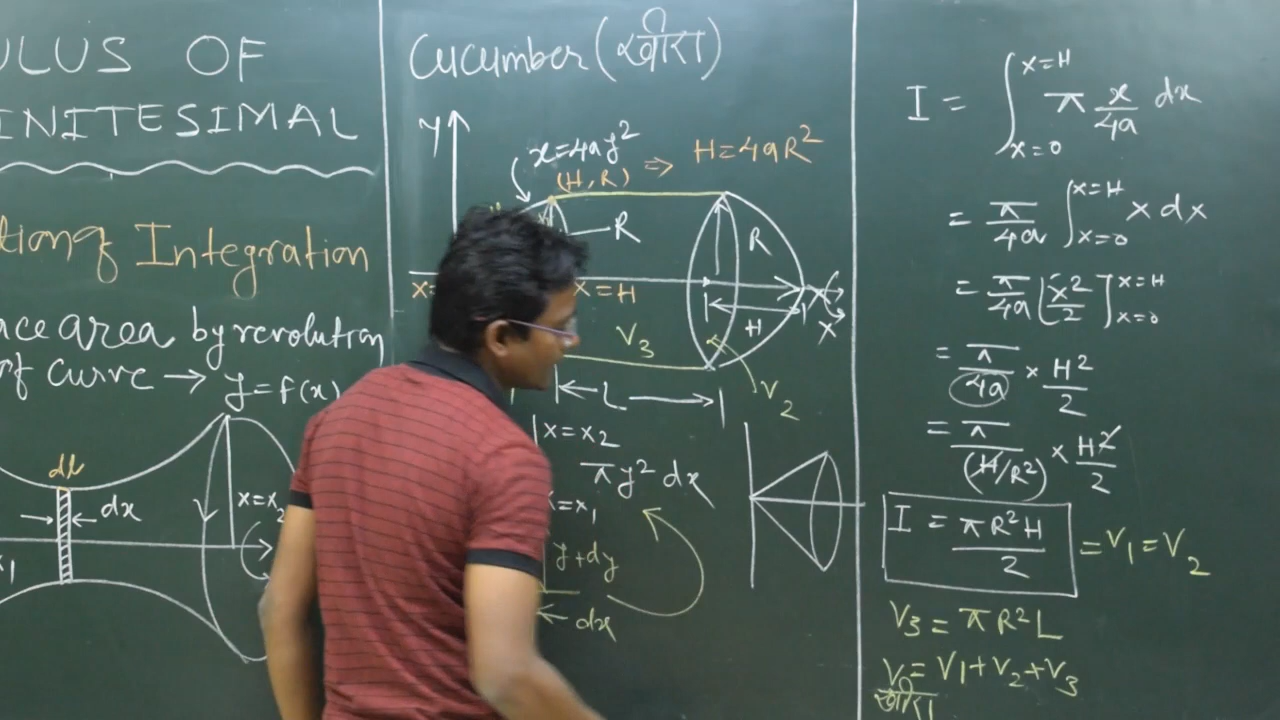 ULUS OF
INITESIMAL
tion of Integration
ace area by revolution
of curve → y=f(x)
dl
dx
x=x₂
x₁
Cucumber (खीरा)
y
x=4ay² ⇒ H=4aR²
(H, R)
R
R
x=
x=H
x
H
V₃
L
V₂
x=x₂
πy² dx
x=x₁
y+dy
dx
I = ∫_{x=0}^{x=H} π x/4a dx
= π/4a ∫_{x=0}^{x=H} x dx
= π/4a [x²/2]_{x=0}^{x=H}
= π/4a × H²/2
= π/(H/R²) × H²/2
I = πR²H/2 = V₁ = V₂
V₃ = πR²L
V खीरा = V₁+V₂+V₃